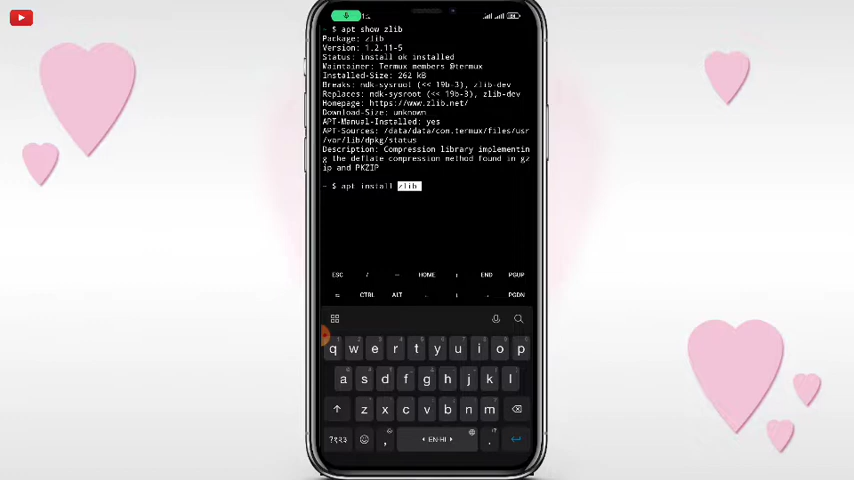 1:
~ $ apt show zlib
Package: zlib
Version: 1.2.11-5
Status: install ok installed
Maintainer: Termux members @termux
Installed-Size: 262 kB
Breaks: ndk-sysroot (<< 19b-3), zlib-dev
Replaces: ndk-sysroot (<< 19b-3), zlib-dev
Homepage: https://www.zlib.net/
Download-Size: unknown
APT-Manual-Installed: yes
APT-Sources: /data/data/com.termux/files/usr
/var/lib/dpkg/status
Description: Compression library implementin
g the deflate compression method found in gz
ip and PKZIP
~ $ apt install zlib
ESC / — HOME ↑ END PGUP
CTRL ALT PGDN
q w e r t y u i o p
a s d f g h j k l
z x c v b n m
?१२३ , EN·HI .